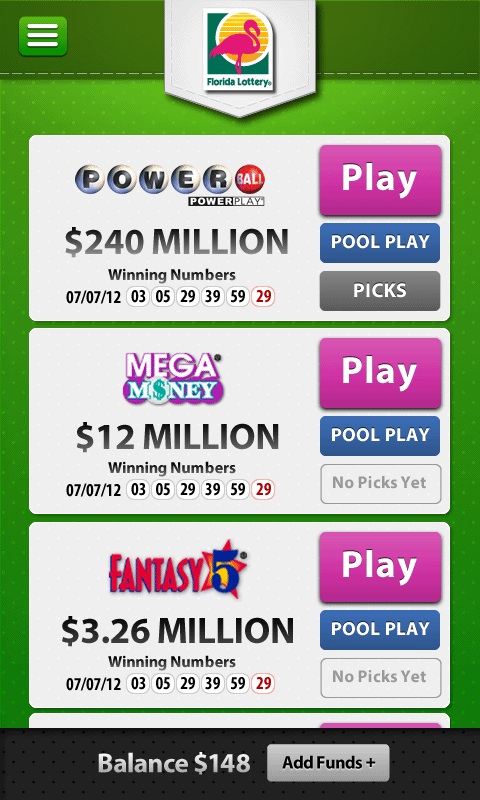 Florida Lottery®
POWER BALL
POWERPLAY®
$240 MILLION
Winning Numbers
07/07/12 03 05 29 39 59 29
Play
POOL PLAY
PICKS
MEGA®
MONEY
$12 MILLION
Winning Numbers
07/07/12 03 05 29 39 59 29
Play
POOL PLAY
No Picks Yet
FANTASY 5®
$3.26 MILLION
Winning Numbers
07/07/12 03 05 29 39 59 29
Play
POOL PLAY
No Picks Yet
Balance $148
Add Funds +